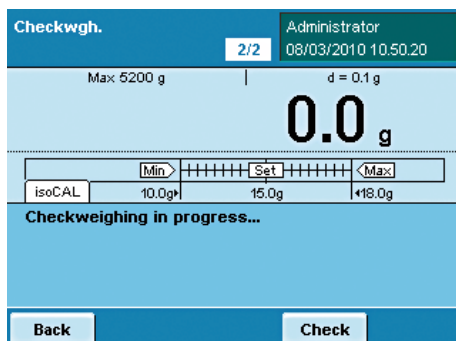 Checkwgh.
2/2
Administrator
08/03/2010 10.50.20
Max 5200 g
d = 0.1 g
0.0 g
Min Set Max
isoCAL 10.0g 15.0g 18.0g
Checkweighing in progress...
Back Check